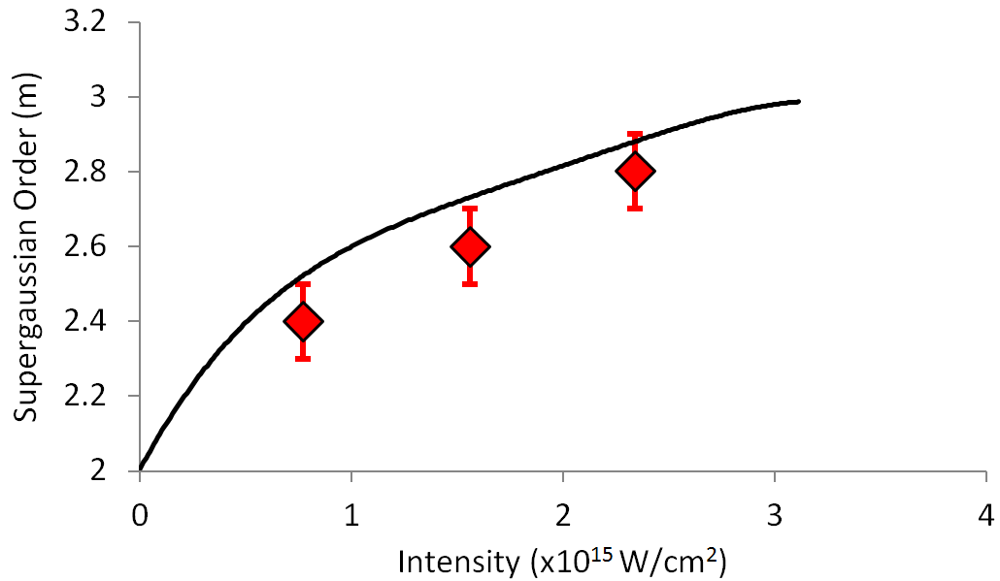 3.2
3
2.8
2.6
2.4
2.2
2
Supergaussian Order (m)
0 1 2 3 4
Intensity (x10¹⁵ W/cm²)